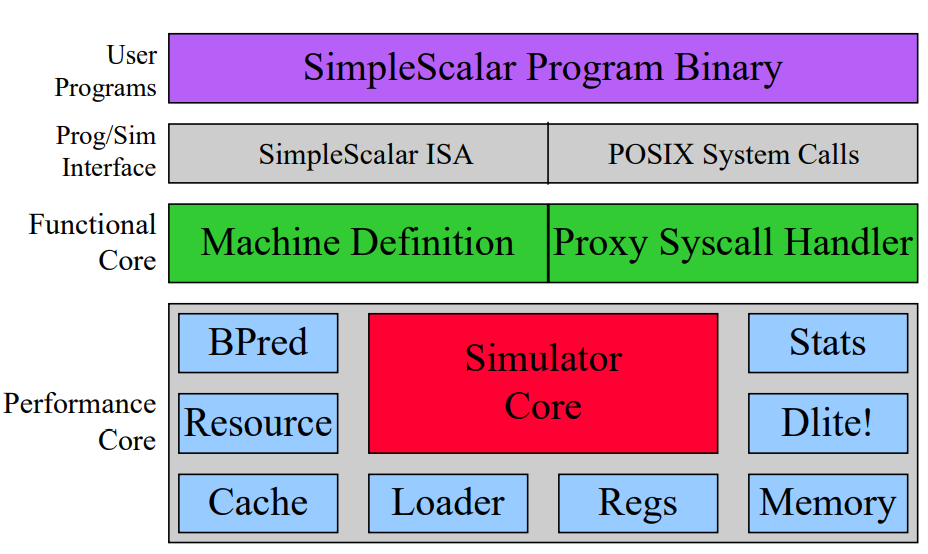 User
Programs
SimpleScalar Program Binary
Prog/Sim
Interface
SimpleScalar ISA
POSIX System Calls
Functional
Core
Machine Definition
Proxy Syscall Handler
Performance
Core
BPred
Simulator
Core
Stats
Resource
Dlite!
Cache
Loader
Regs
Memory